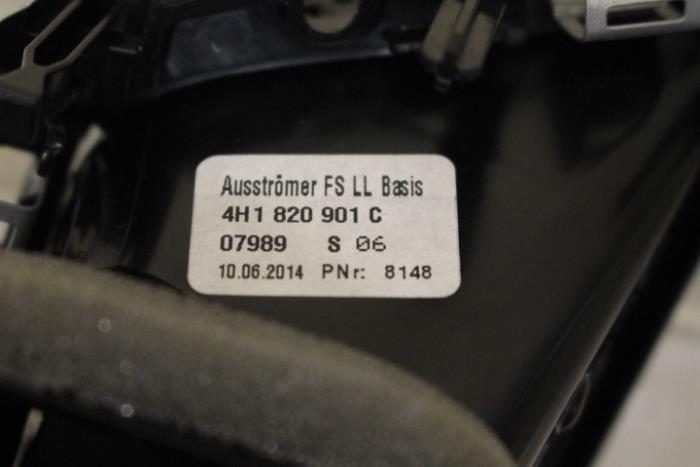 Ausströmer FS LL Basis
4H1 820 901 C
07989 S 06
10.06.2014 PNr: 8148